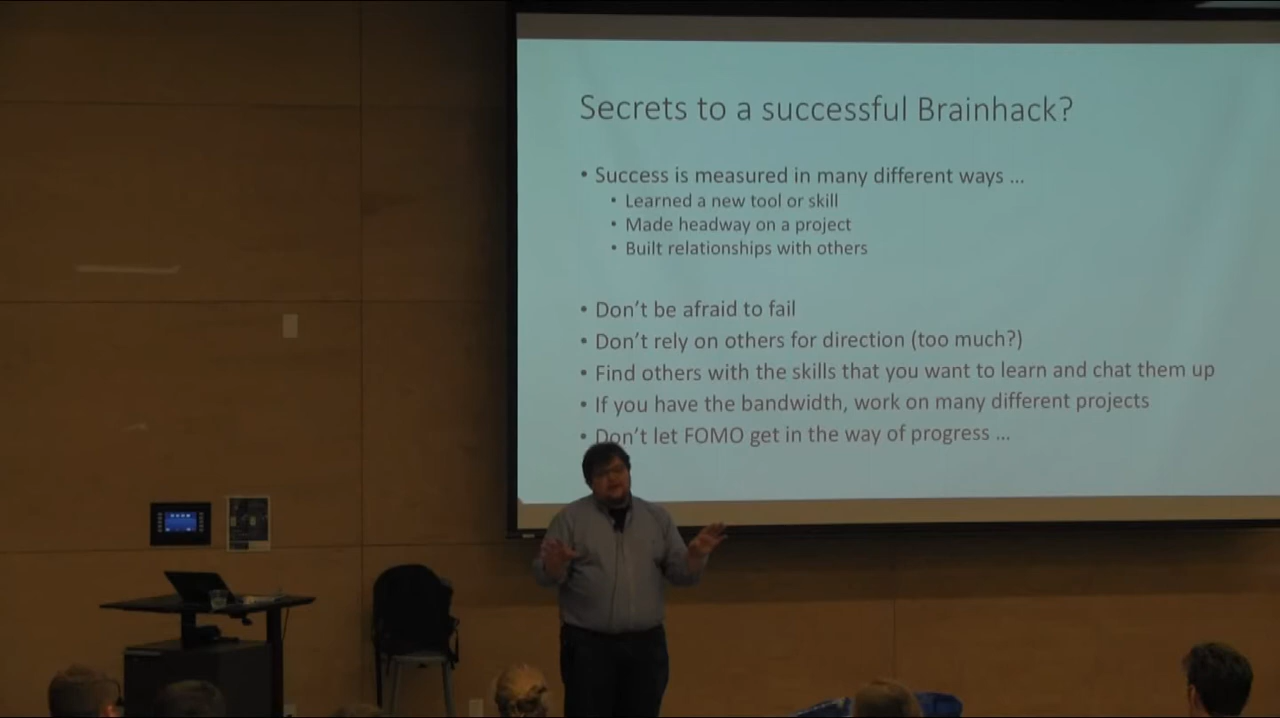 Secrets to a successful Brainhack?
• Success is measured in many different ways ...
• Learned a new tool or skill
• Made headway on a project
• Built relationships with others
• Don't be afraid to fail
• Don't rely on others for direction (too much?)
• Find others with the skills that you want to learn and chat them up
• If you have the bandwidth, work on many different projects
• Don't let FOMO get in the way of progress ...